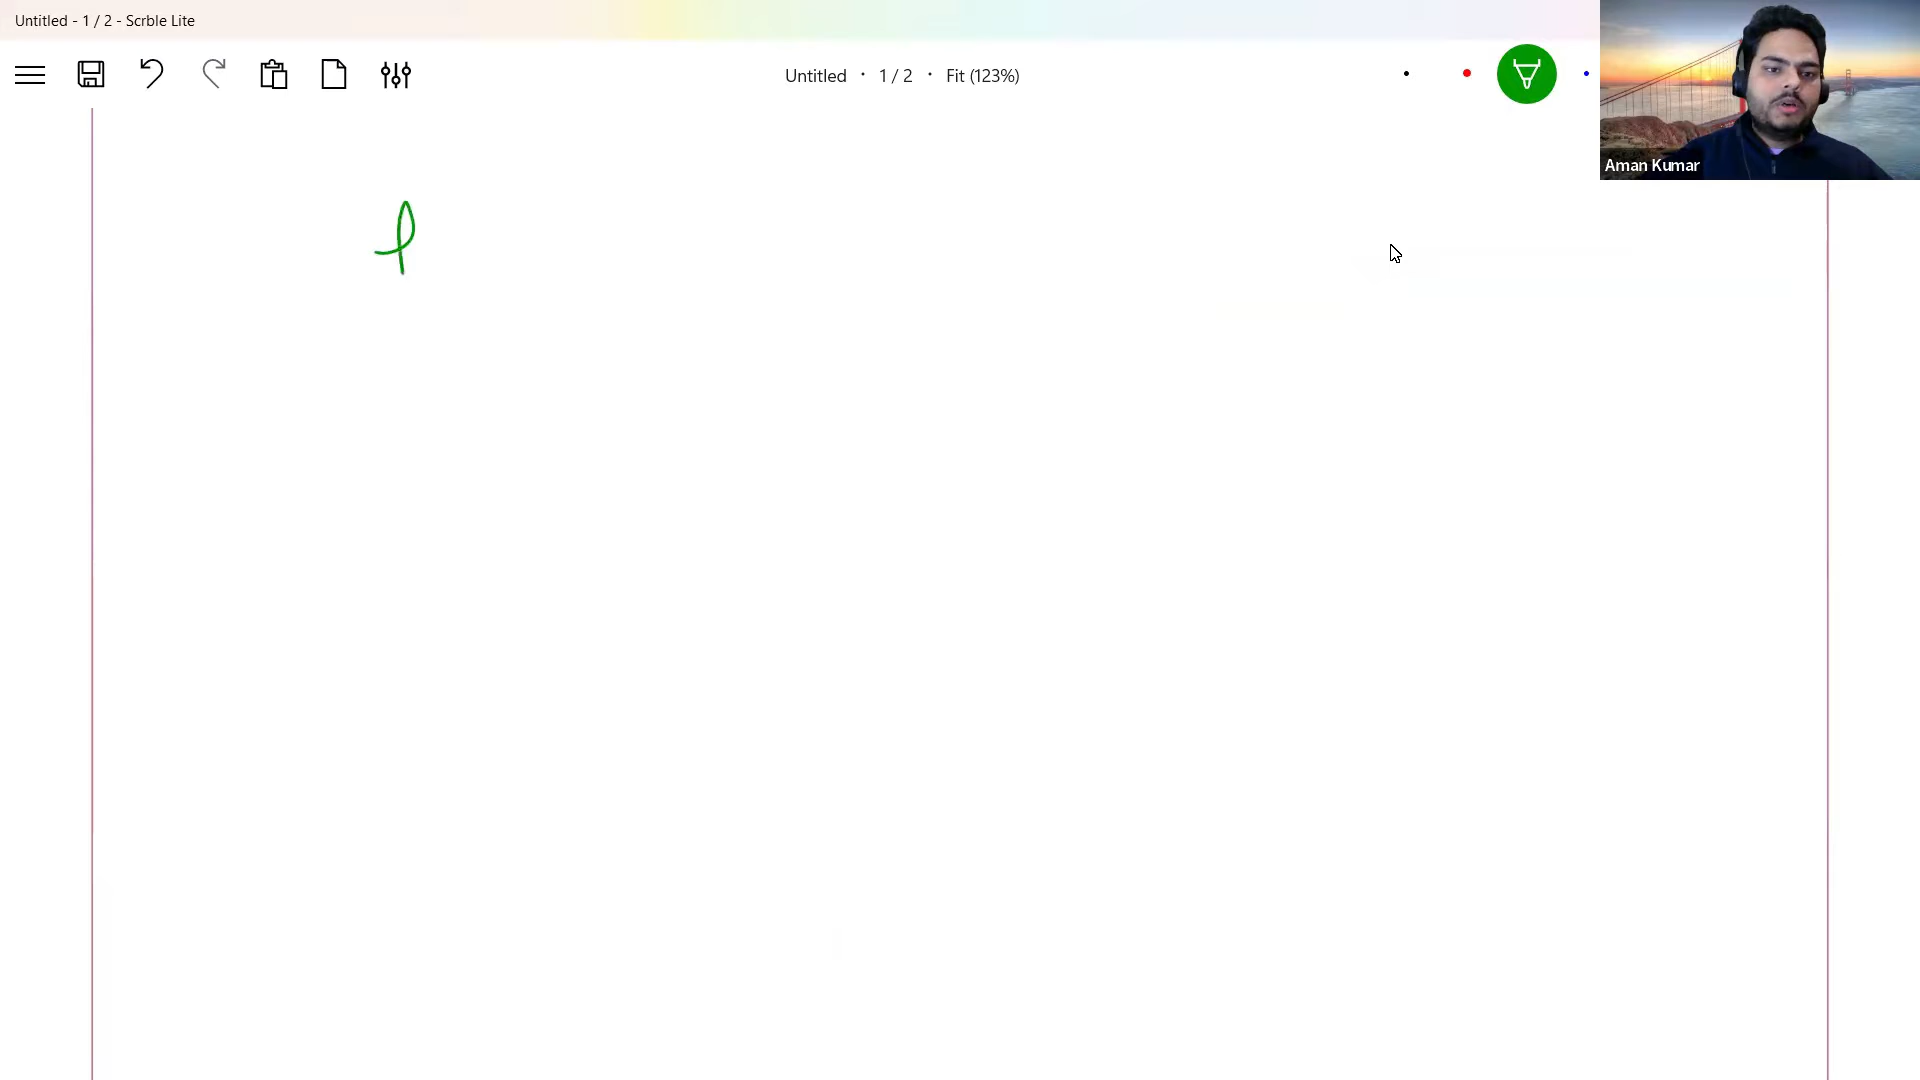 Untitled - 1 / 2 - Scrble Lite
Untitled • 1 / 2 • Fit (123%)
Aman Kumar